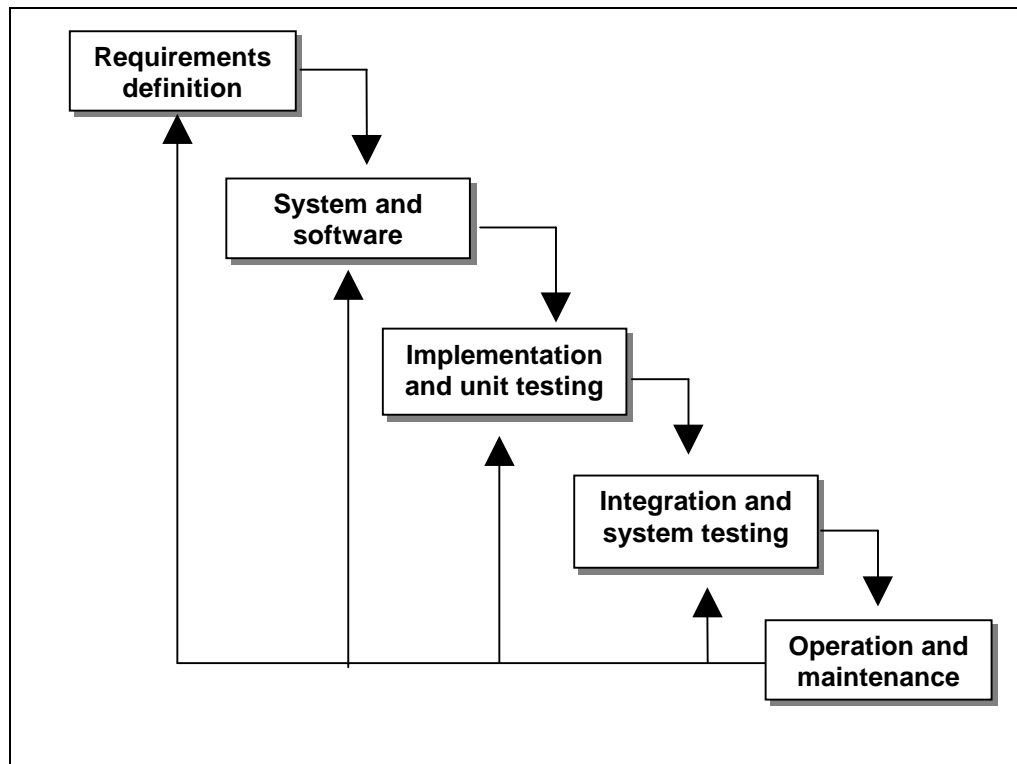 Requirements
definition
System and
software
Implementation
and unit testing
Integration and
system testing
Operation and
maintenance